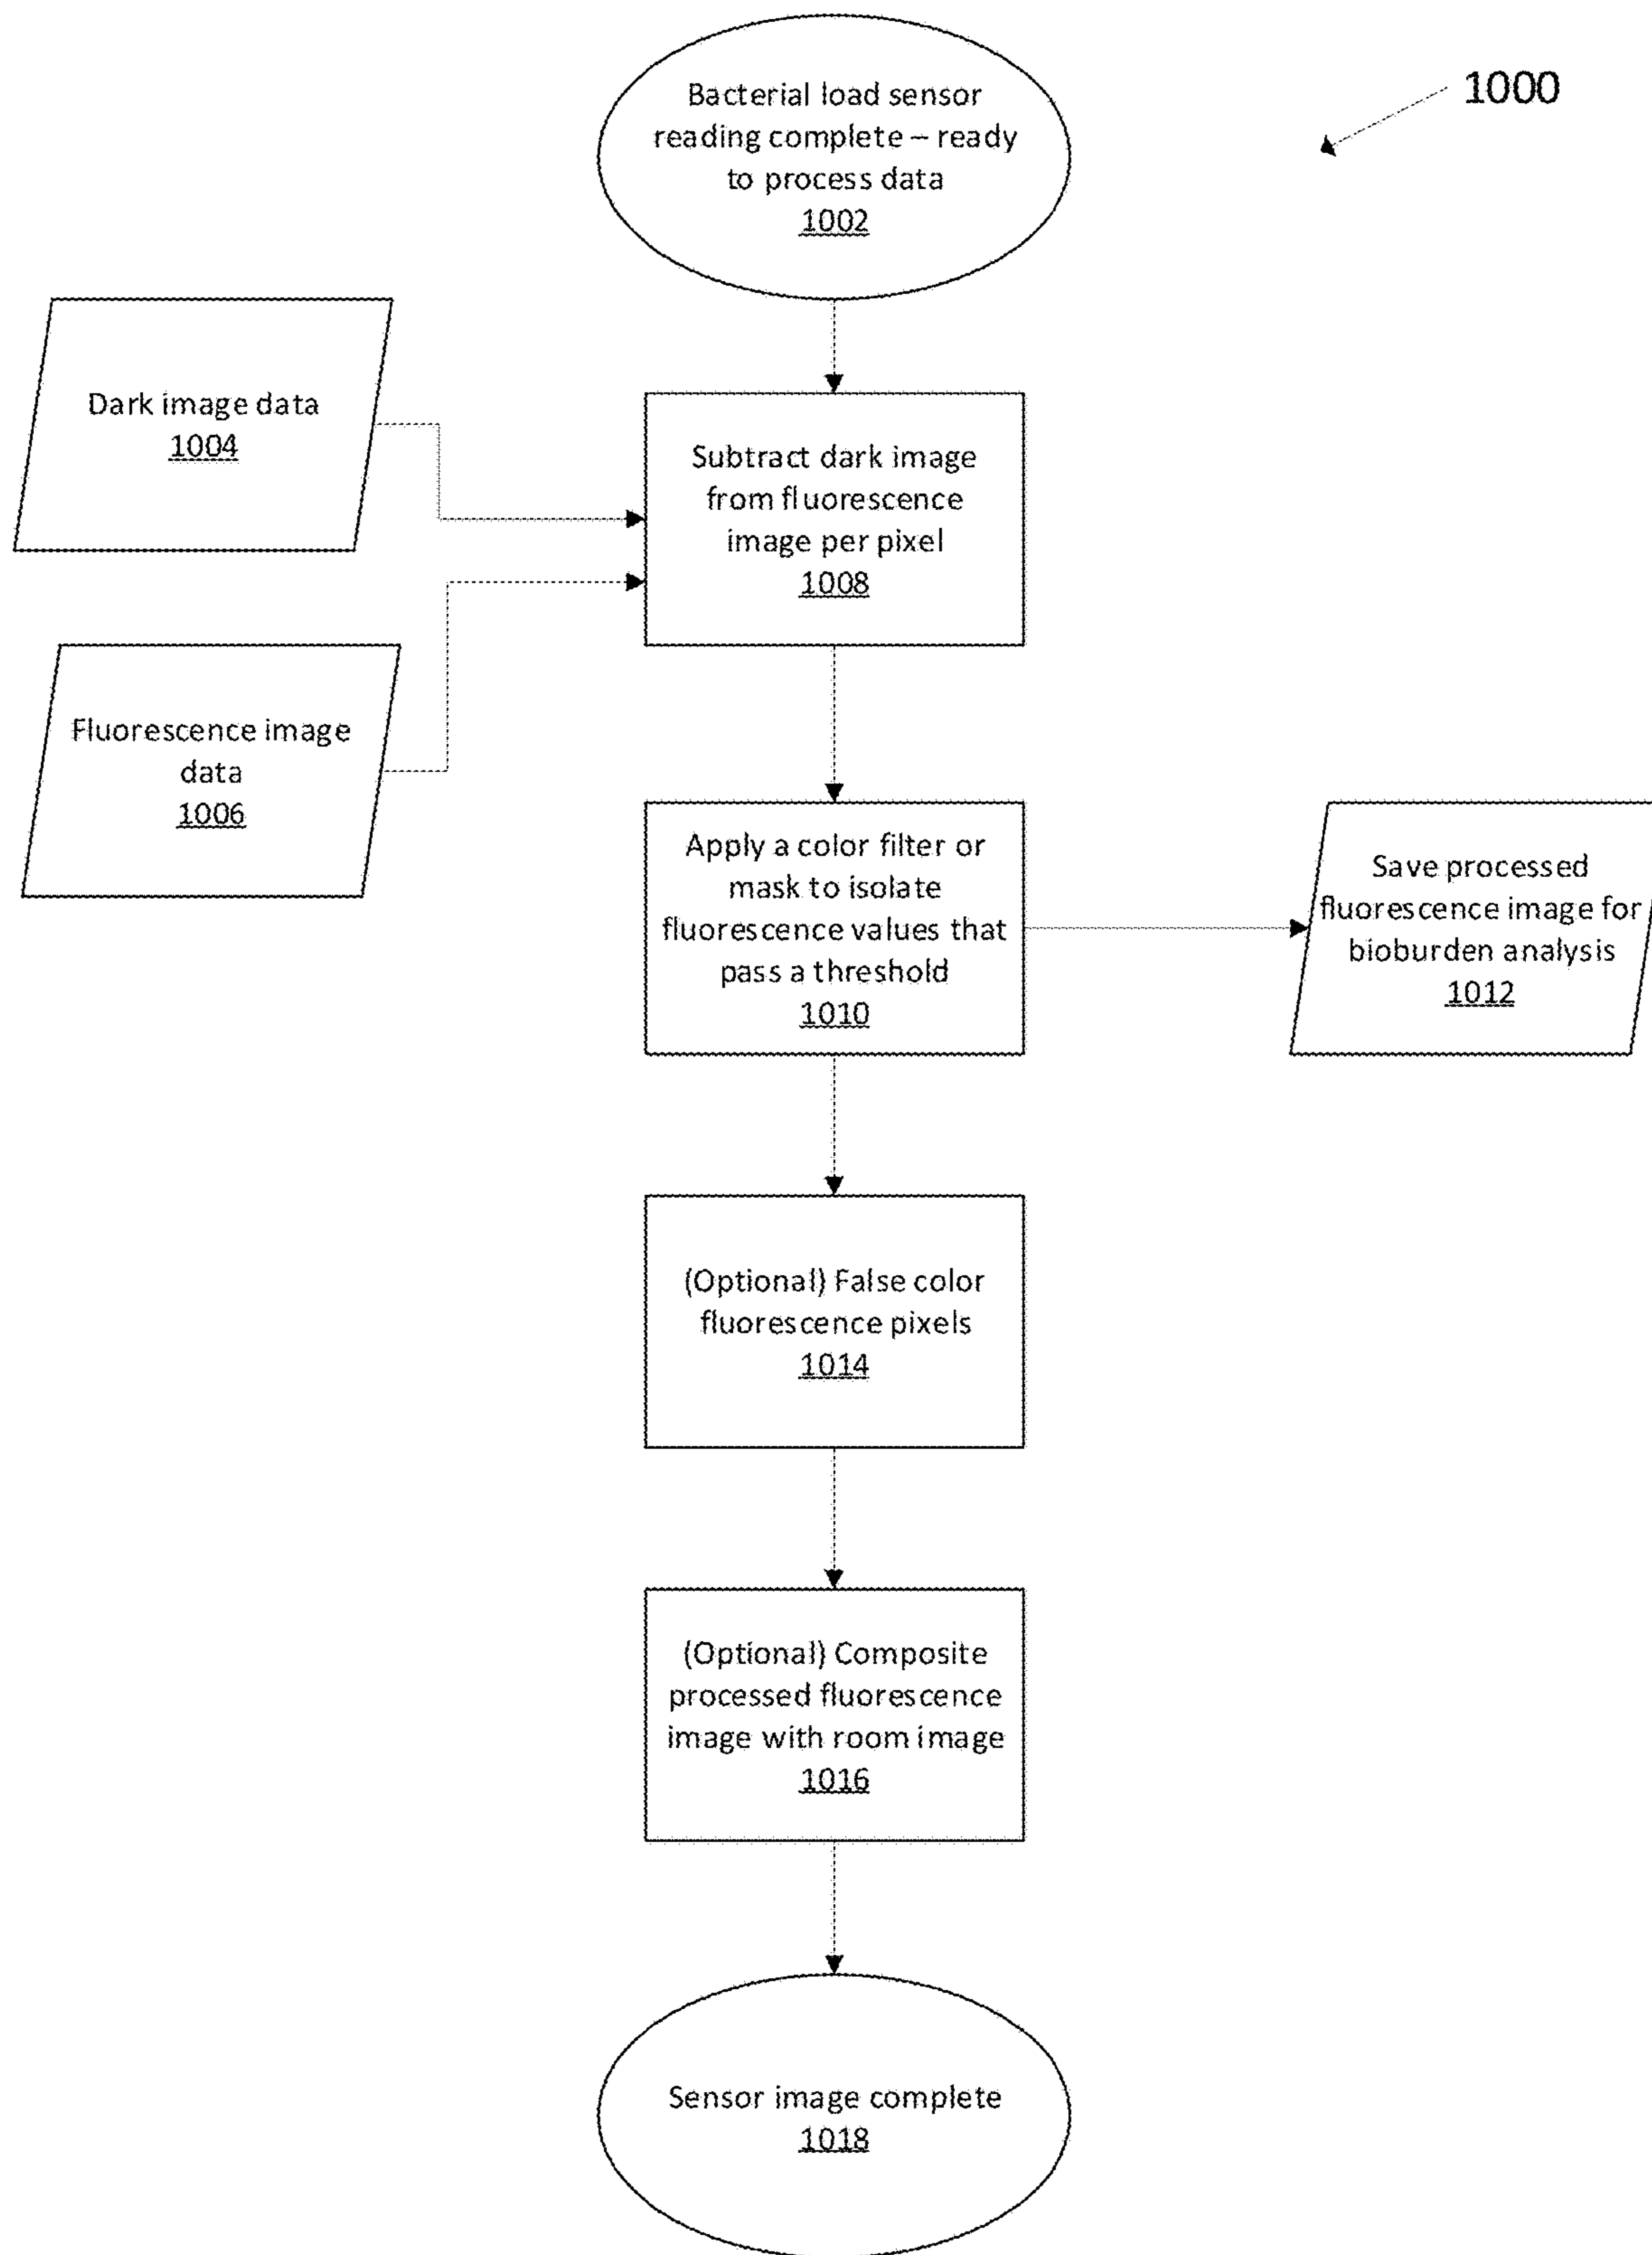 Bacterial load sensor
reading complete – ready
to process data
1002
1000
Dark image data
1004
Subtract dark image
from fluorescence
image per pixel
1008
Fluorescence image
data
1006
Apply a color filter or
mask to isolate
fluorescence values that
pass a threshold
1010
Save processed
fluorescence image for
bioburden analysis
1012
(Optional) False color
fluorescence pixels
1014
(Optional) Composite
processed fluorescence
image with room image
1016
Sensor image complete
1018